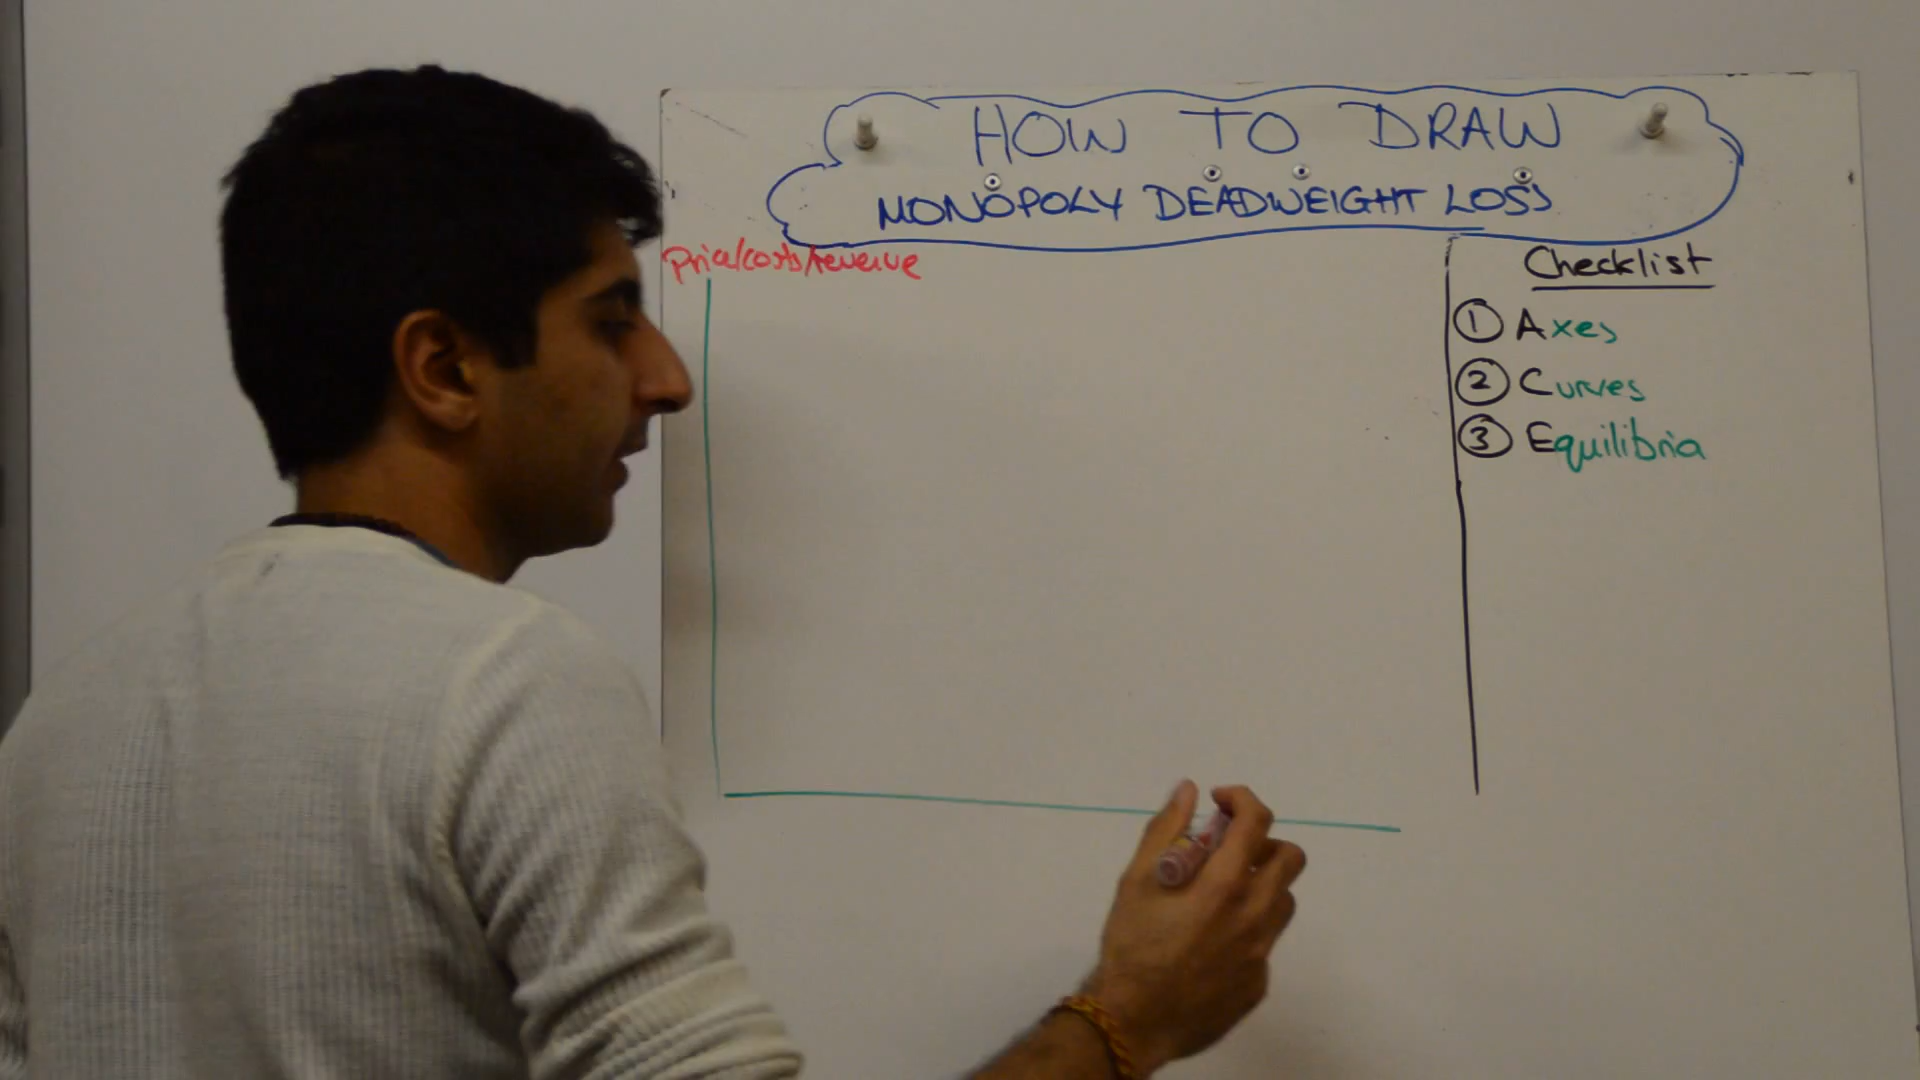 HOW TO DRAW
MONOPOLY DEADWEIGHT LOSS
Price/costs/revenue
Checklist
1 Axes
2 Curves
3 Equilibria